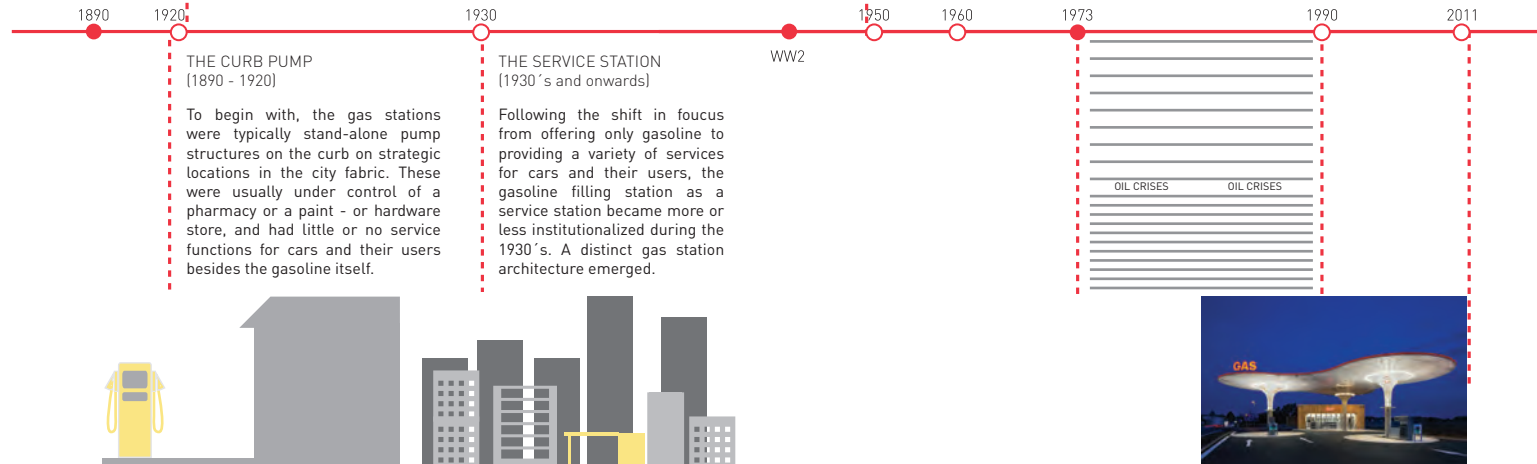 1890
1920
1930
1950
1960
1973
1990
2011
WW2
THE CURB PUMP
(1890 - 1920)
To begin with, the gas stations
were typically stand-alone pump
structures on the curb on strategic
locations in the city fabric. These
were usually under control of a
pharmacy or a paint - or hardware
store, and had little or no service
functions for cars and their users
besides the gasoline itself.
THE SERVICE STATION
(1930´s and onwards)
Following the shift in foucus
from offering only gasoline to
providing a variety of services
for cars and their users, the
gasoline filling station as a
service station became more or
less institutionalized during the
1930´s. A distinct gas station
architecture emerged.
OIL CRISES
OIL CRISES
GAS